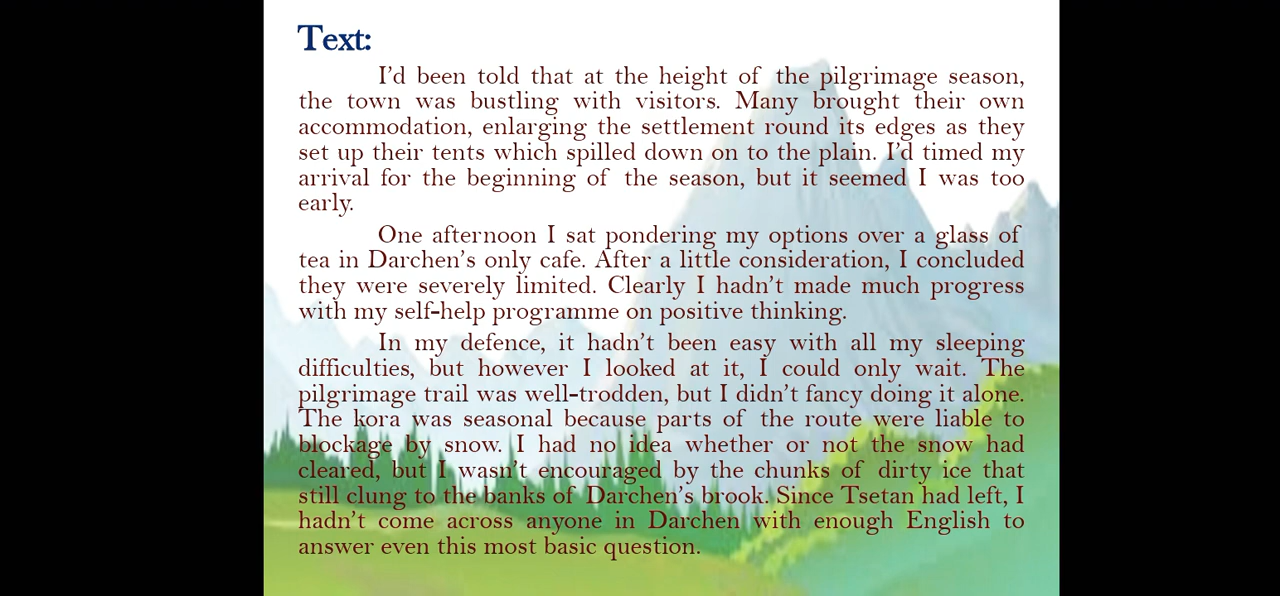 Text:
I'd been told that at the height of the pilgrimage season,
the town was bustling with visitors. Many brought their own
accommodation, enlarging the settlement round its edges as they
set up their tents which spilled down on to the plain. I'd timed my
arrival for the beginning of the season, but it seemed I was too
early.
One afternoon I sat pondering my options over a glass of
tea in Darchen's only cafe. After a little consideration, I concluded
they were severely limited. Clearly I hadn't made much progress
with my self-help programme on positive thinking.
In my defence, it hadn't been easy with all my sleeping
difficulties, but however I looked at it, I could only wait. The
pilgrimage trail was well-trodden, but I didn't fancy doing it alone.
The kora was seasonal because parts of the route were liable to
blockage by snow. I had no idea whether or not the snow had
cleared, but I wasn't encouraged by the chunks of dirty ice that
still clung to the banks of Darchen's brook. Since Tsetan had left, I
hadn't come across anyone in Darchen with enough English to
answer even this most basic question.